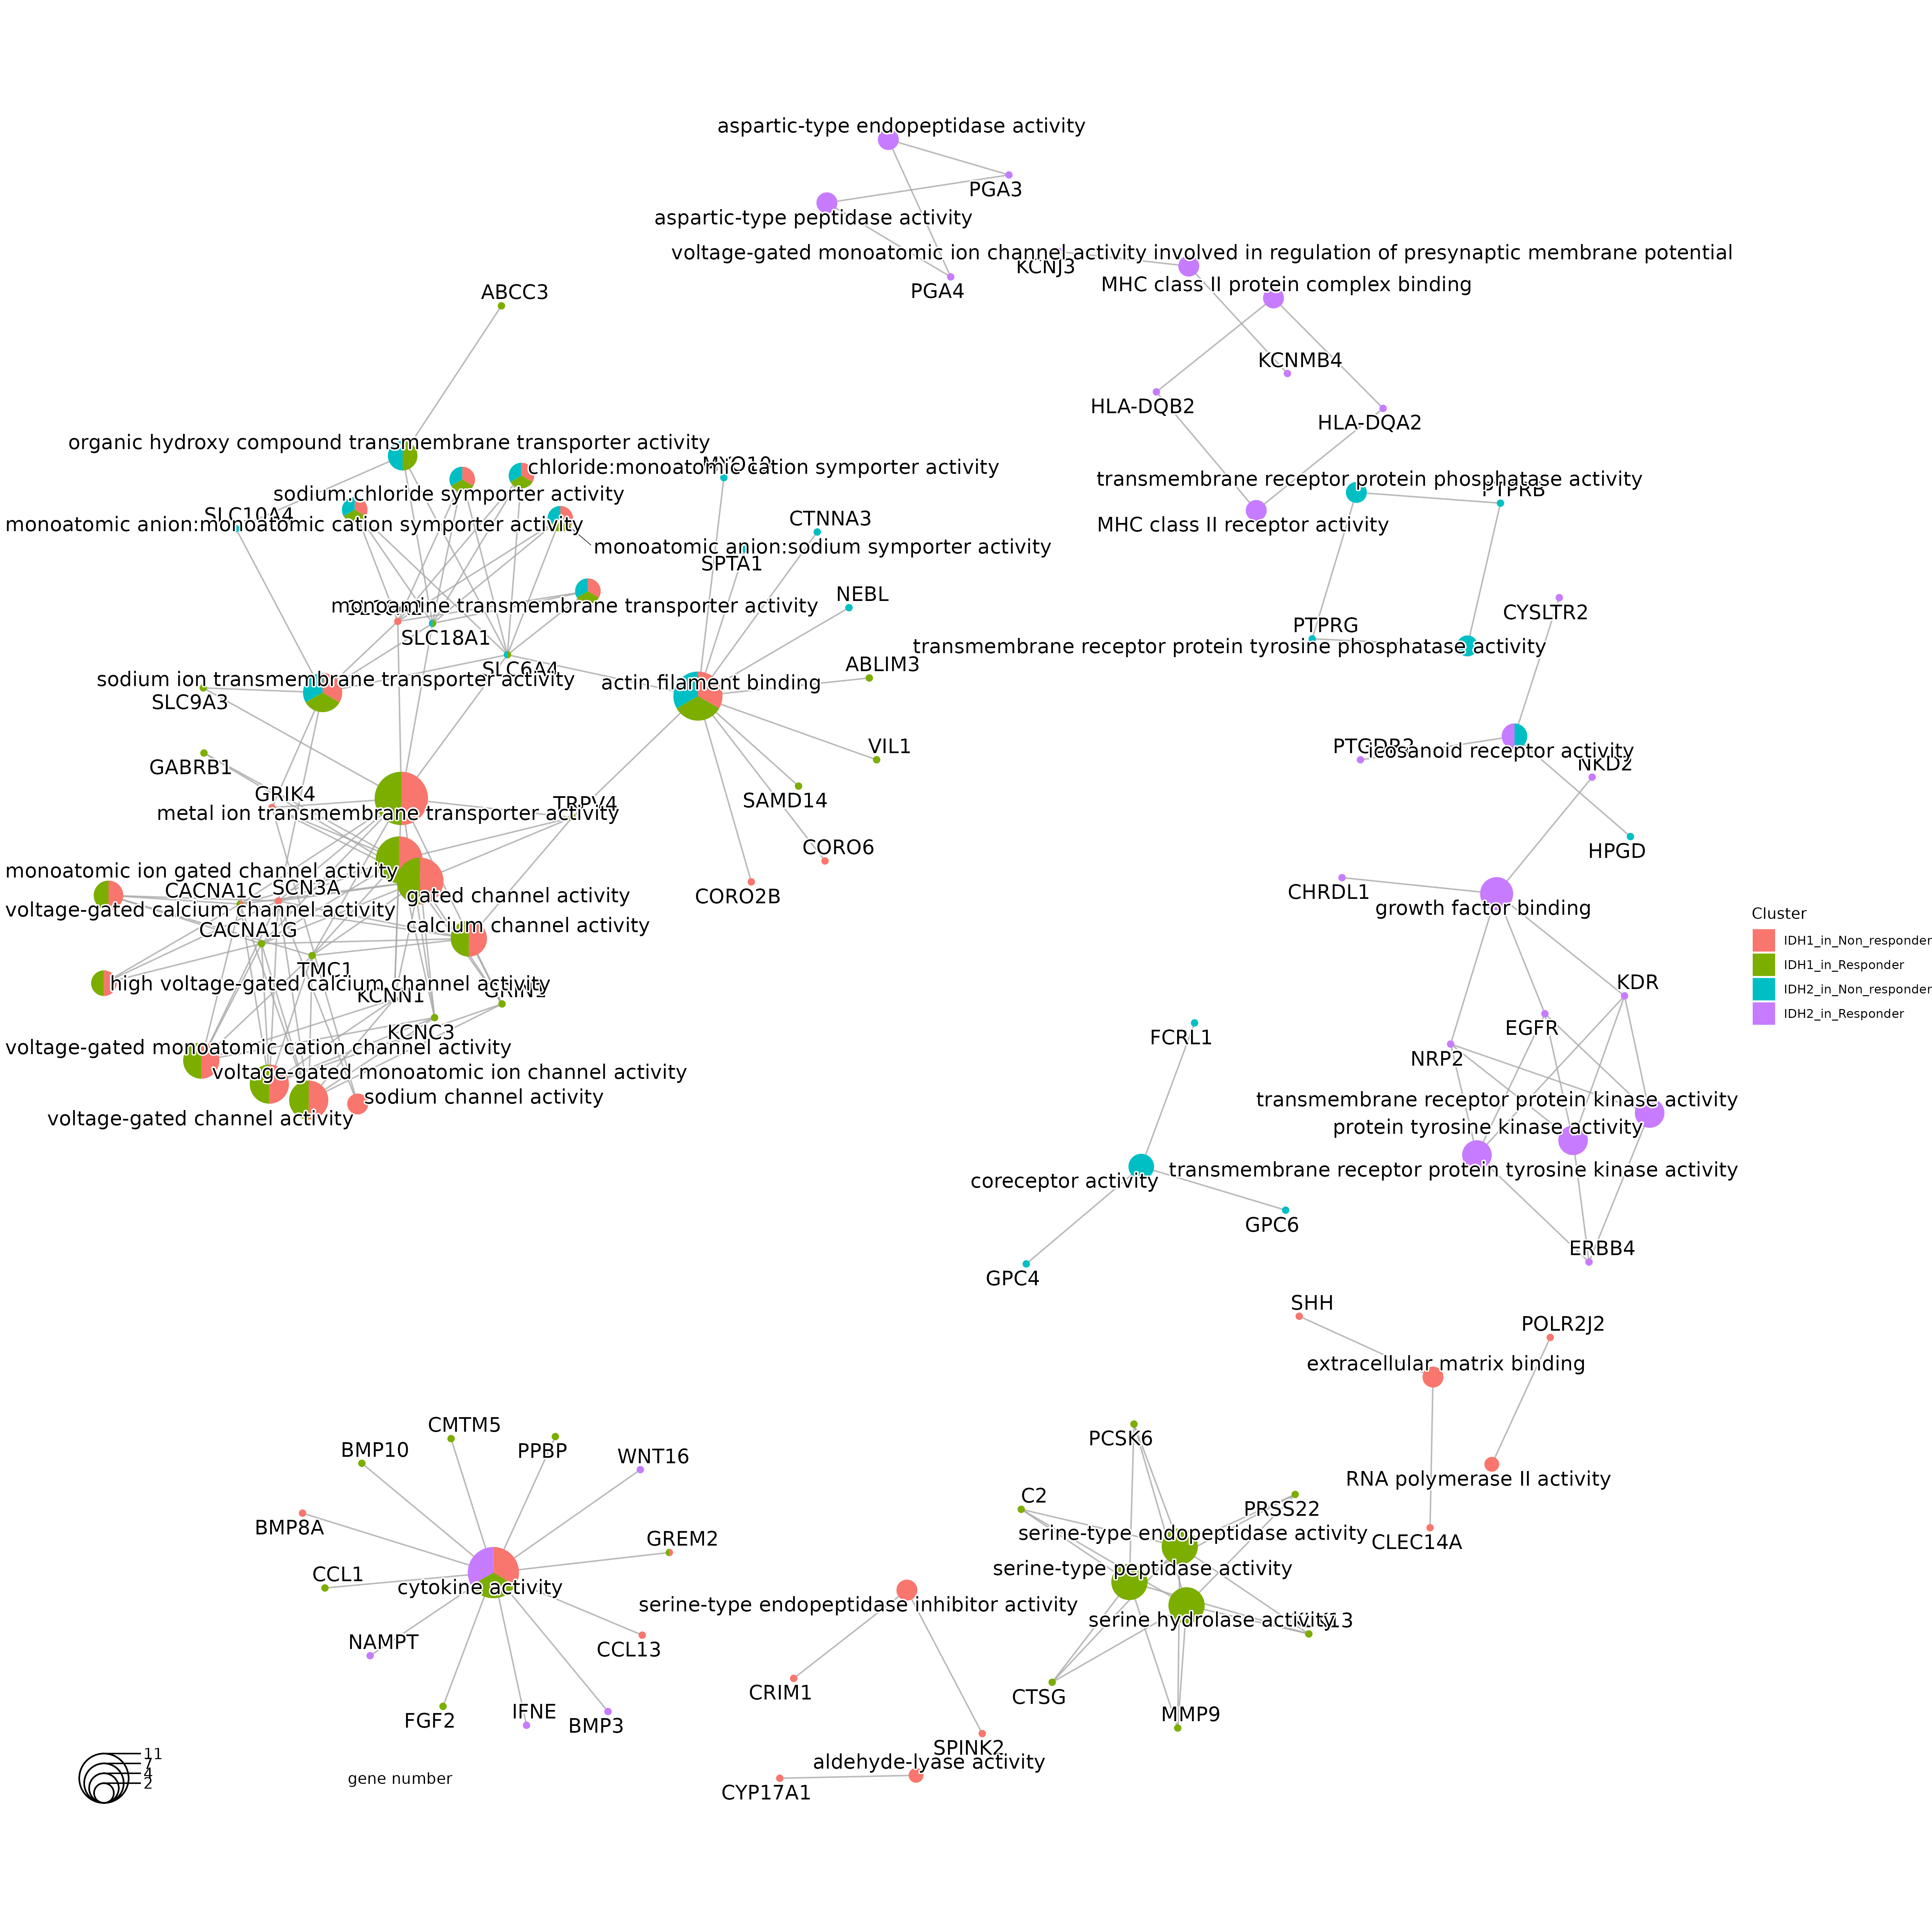 aspartic-type endopeptidase activity
PGA3
aspartic-type peptidase activity
voltage-gated monoatomic ion channel activity involved in regulation of presynaptic membrane potential
KCNJ3
MHC class II protein complex binding
PGA4
ABCC3
KCNMB4
HLA-DQB2
HLA-DQA2
organic hydroxy compound transmembrane transporter activity
chloride:monoatomic cation symporter activity
transmembrane receptor protein phosphatase activity
PTPRB
sodium:chloride symporter activity
SLC10A4
CTNNA3
monoatomic anion:monoatomic cation symporter activity
MHC class II receptor activity
monoatomic anion:sodium symporter activity
SPTA1
NEBL
monoamine transmembrane transporter activity
CYSLTR2
PTPRG
SLC18A1
transmembrane receptor protein tyrosine phosphatase activity
ABLIM3
SLC6A4
sodium ion transmembrane transporter activity
actin filament binding
SLC9A3
VIL1
icosanoid receptor activity
NKD2
GABRB1
GRIK4
SAMD14
TRPV4
metal ion transmembrane transporter activity
CORO6
HPGD
monoatomic ion gated channel activity
CACNA1C
SCN3A
gated channel activity
CORO2B
CHRDL1
growth factor binding
voltage-gated calcium channel activity
Cluster
calcium channel activity
CACNA1G
IDH1_in_Non_responder
IDH1_in_Responder
TMC1
high voltage-gated calcium channel activity
KDR
IDH2_in_Non_responder
KCNN1
IDH2_in_Responder
KCNC3
EGFR
FCRL1
voltage-gated monoatomic cation channel activity
NRP2
voltage-gated monoatomic ion channel activity
sodium channel activity
transmembrane receptor protein kinase activity
voltage-gated channel activity
protein tyrosine kinase activity
transmembrane receptor protein tyrosine kinase activity
coreceptor activity
GPC6
ERBB4
GPC4
SHH
POLR2J2
extracellular matrix binding
CMTM5
BMP10
PPBP
WNT16
PCSK6
RNA polymerase II activity
C2
PRSS22
BMP8A
GREM2
serine-type endopeptidase activity
CLEC14A
CCL1
serine-type peptidase activity
cytokine activity
serine-type endopeptidase inhibitor activity
serine hydrolase activity
NAMPT
CCL13
CRIM1
CTSG
FGF2
IFNE
BMP3
MMP9
SPINK2
aldehyde-lyase activity
CYP17A1
11
7
4
2
gene number